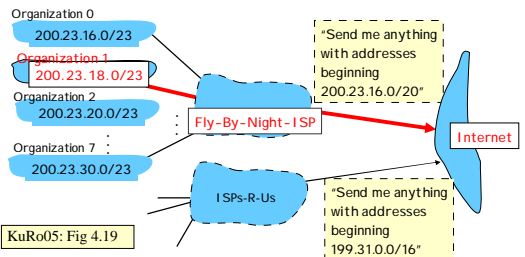 Organization 0
200.23.16.0/23
Organization 1
200.23.18.0/23
Organization 2
200.23.20.0/23
Organization 7
200.23.30.0/23
Fly-By-Night-ISP
"Send me anything
with addresses
beginning
200.23.16.0/20"
Internet
ISPs-R-Us
"Send me anything
with addresses
beginning
199.31.0.0/16"
KuRo05: Fig 4.19